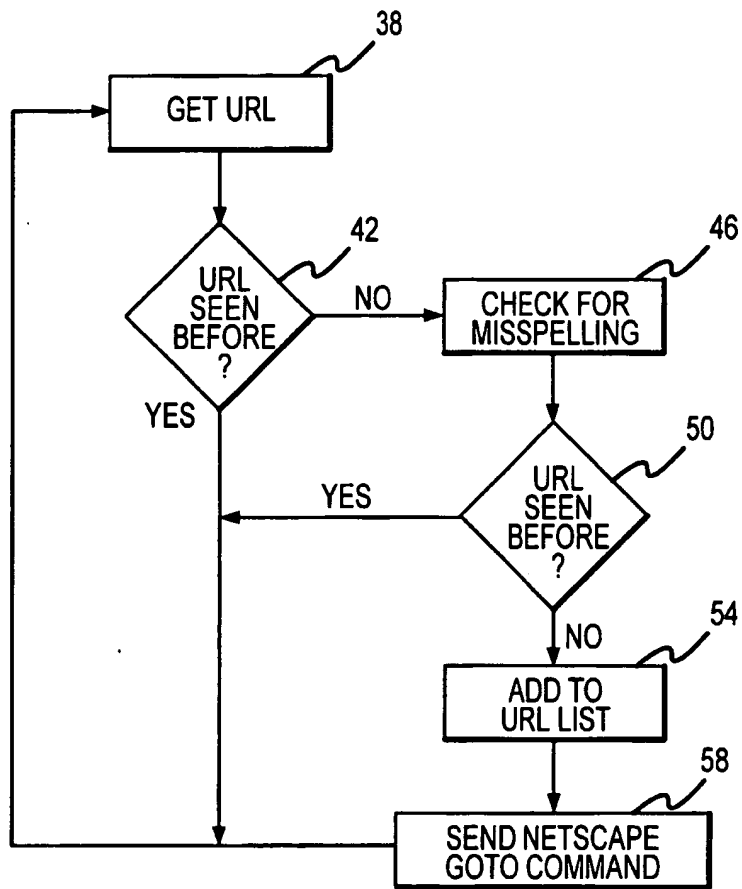 38
GET URL
42
URL
SEEN
BEFORE
?
NO
YES
46
CHECK FOR
MISSPELLING
50
URL
SEEN
BEFORE
?
YES
NO
54
ADD TO
URL LIST
58
SEND NETSCAPE
GOTO COMMAND